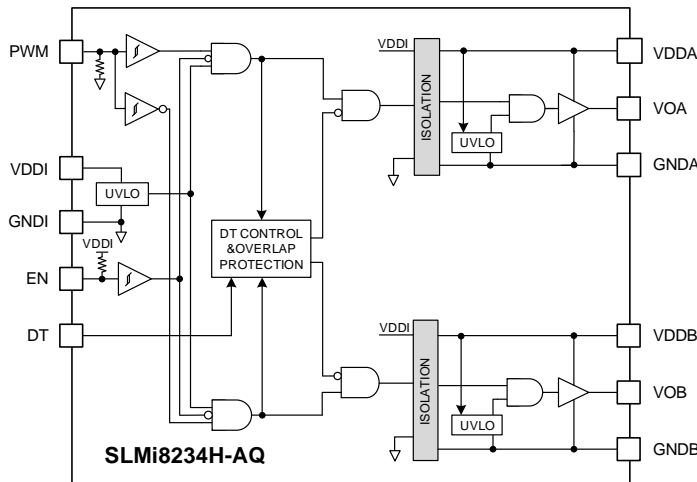 PWM
VDDI
GNDI
VDDI
EN
DT
UVLO
DT CONTROL
&OVERLAP
PROTECTION
VDDI
ISOLATION
UVLO
VDDA
VOA
GNDA
VDDI
ISOLATION
UVLO
VDDB
VOB
GNDB
SLMi8234H-AQ